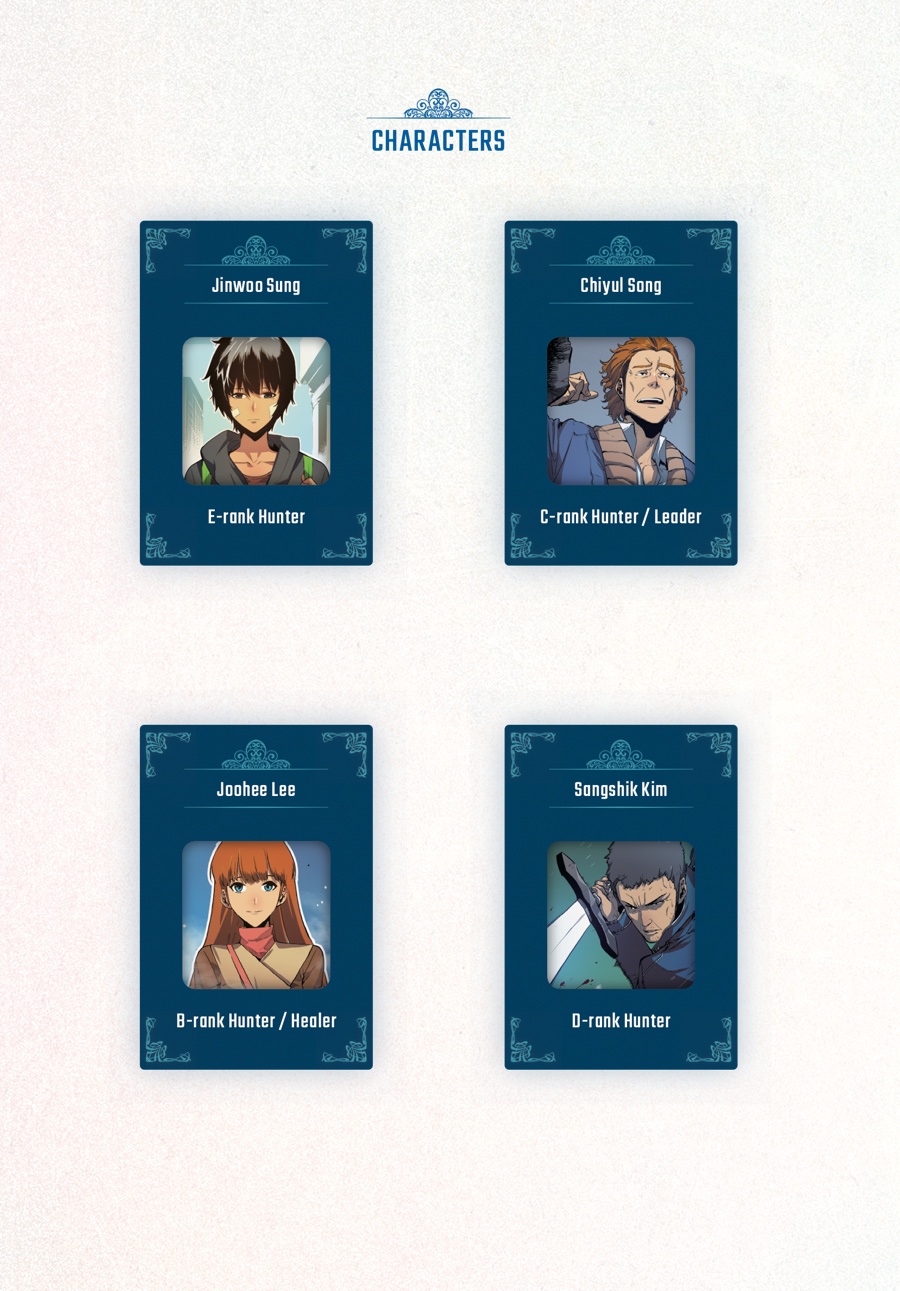 CHARACTERS
Jinwoo Sung
E-rank Hunter
Chiyul Song
C-rank Hunter / Leader
Joohee Lee
B-rank Hunter / Healer
Sangshik Kim
D-rank Hunter